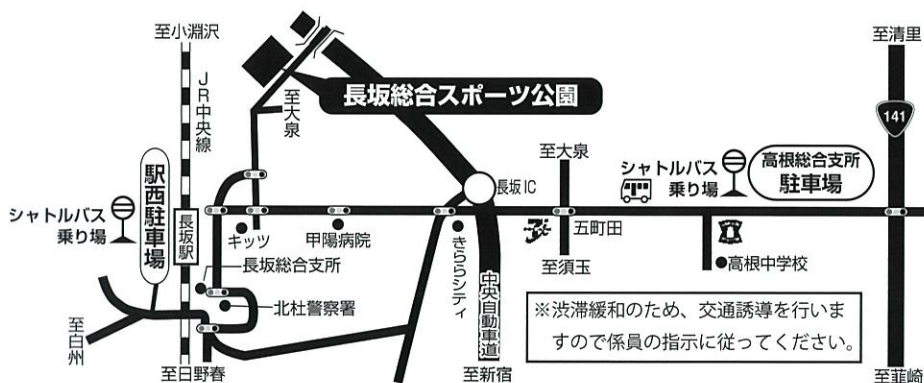 至小淵沢
JR中央線
至大泉
長坂総合スポーツ公園
至清里
141
駅西駐車場
シャトルバス
乗り場
長坂駅
長坂IC
至大泉
シャトルバス
乗り場
高根総合支所
駐車場
キッツ
甲陽病院
きららシティ
五町田
至須玉
高根中学校
長坂総合支所
北杜警察署
中央自動車道
至白州
至日野春
至新宿
至韮崎
※渋滞緩和のため、交通誘導を行いま
すので係員の指示に従ってください。